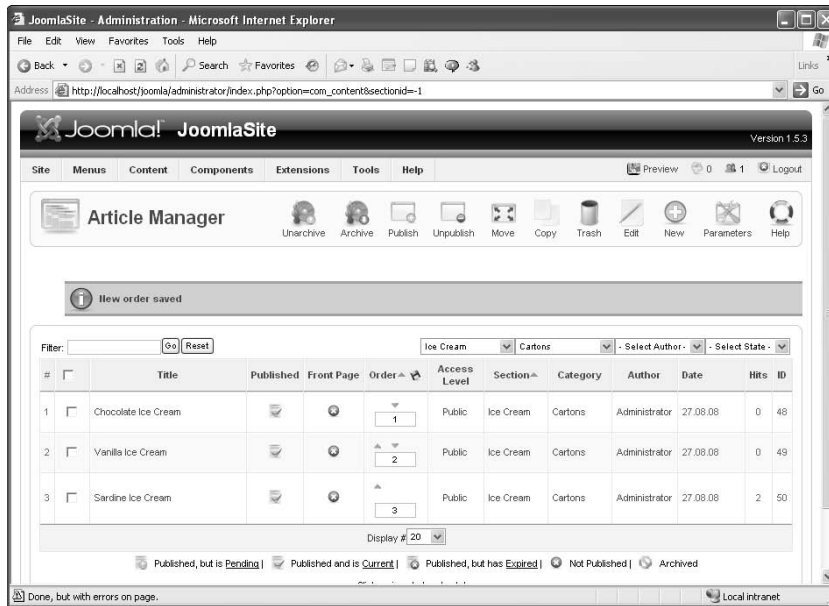 JoomlaSite - Administration - Microsoft Internet Explorer
File Edit View Favorites Tools Help
Back Search Favorites Links
Address http://localhost/joomla/administrator/index.php?option=com_content&sectionid=-1 Go
Joomla! JoomlaSite
Version 1.5.3
Site Menus Content Components Extensions Tools Help Preview 0 1 Logout
Article Manager
Unarchive Archive Publish Unpublish Move Copy Trash Edit New Parameters Help
New order saved
Filter: Go Reset Ice Cream Cartons - Select Author - - Select State -
# Title Published Front Page Order Access Level Section Category Author Date Hits ID
1 Chocolate Ice Cream 1 Public Ice Cream Cartons Administrator 27.08.08 0 48
2 Vanilla Ice Cream 2 Public Ice Cream Cartons Administrator 27.08.08 0 49
3 Sardine Ice Cream 3 Public Ice Cream Cartons Administrator 27.08.08 2 50
Display # 20
Published, but is Pending | Published and is Current | Published, but has Expired | Not Published | Archived
Done, but with errors on page. Local intranet